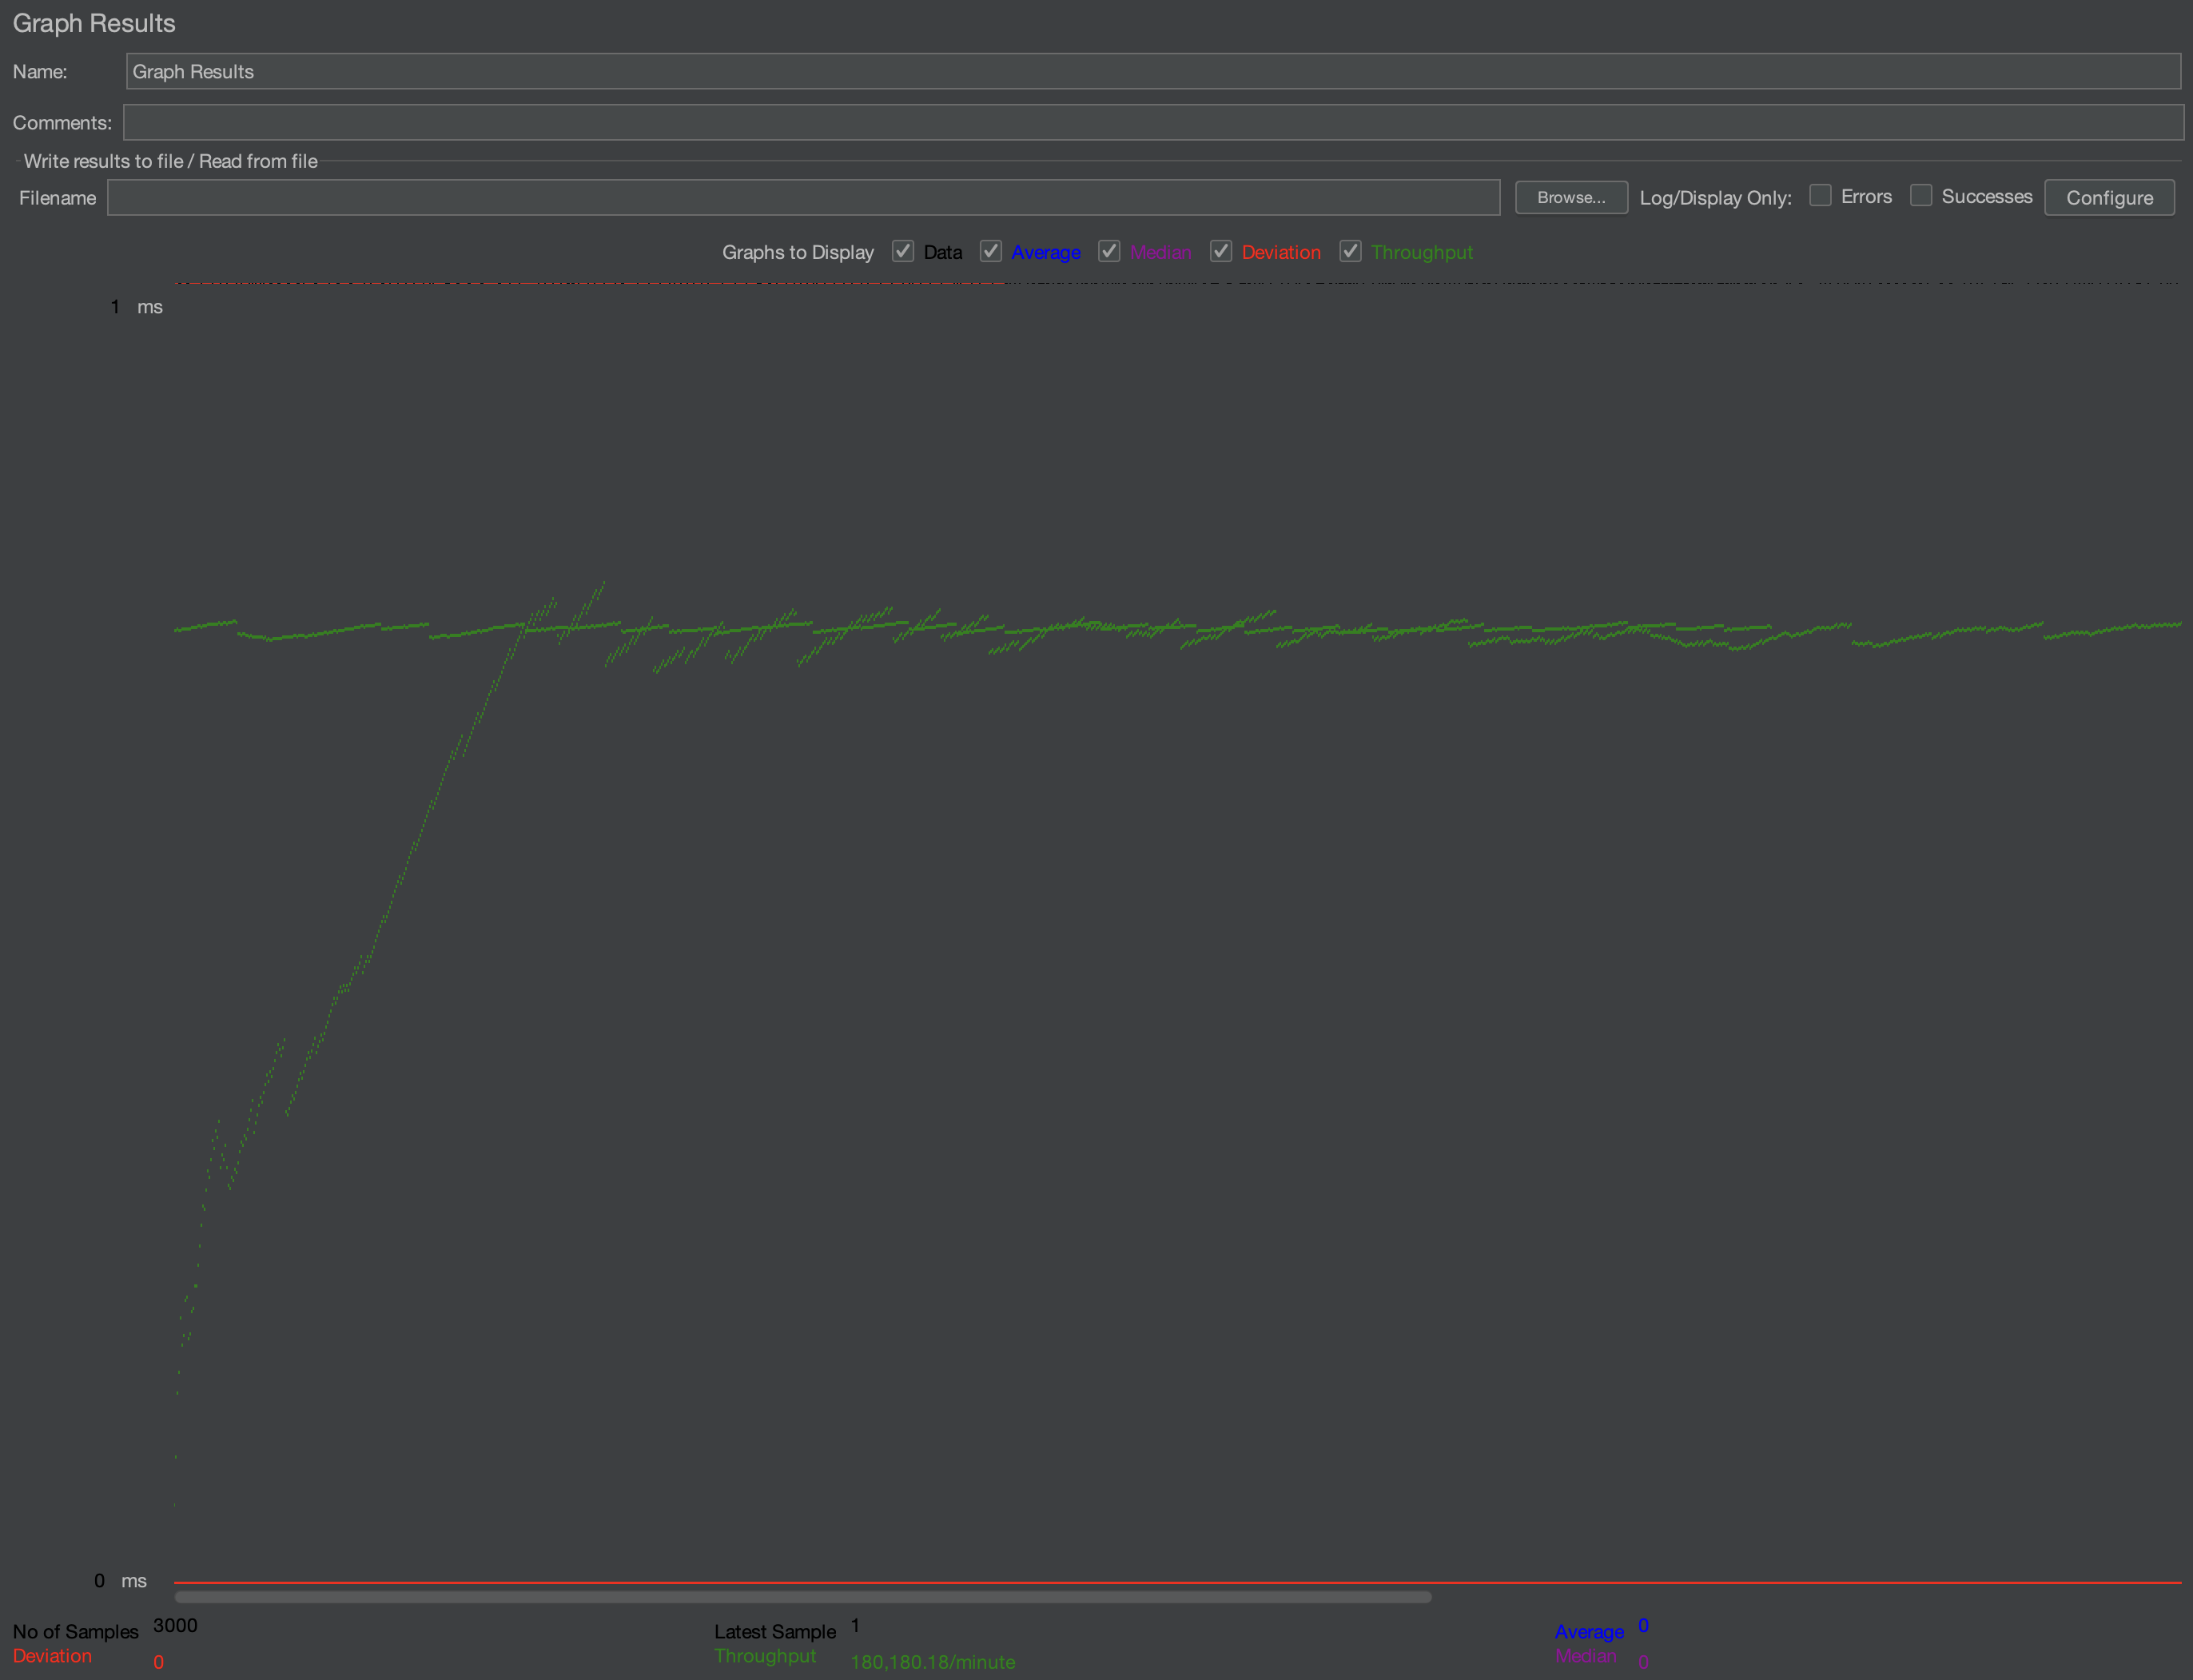 Graph Results
Name: Graph Results
Comments:
Write results to file / Read from file
Filename Browse... Log/Display Only: Errors Successes Configure
Graphs to Display Data Average Median Deviation Throughput
1 ms
0 ms
No of Samples 3000 Latest Sample 1 Average 0
Deviation 0 Throughput 180,180.18/minute Median 0